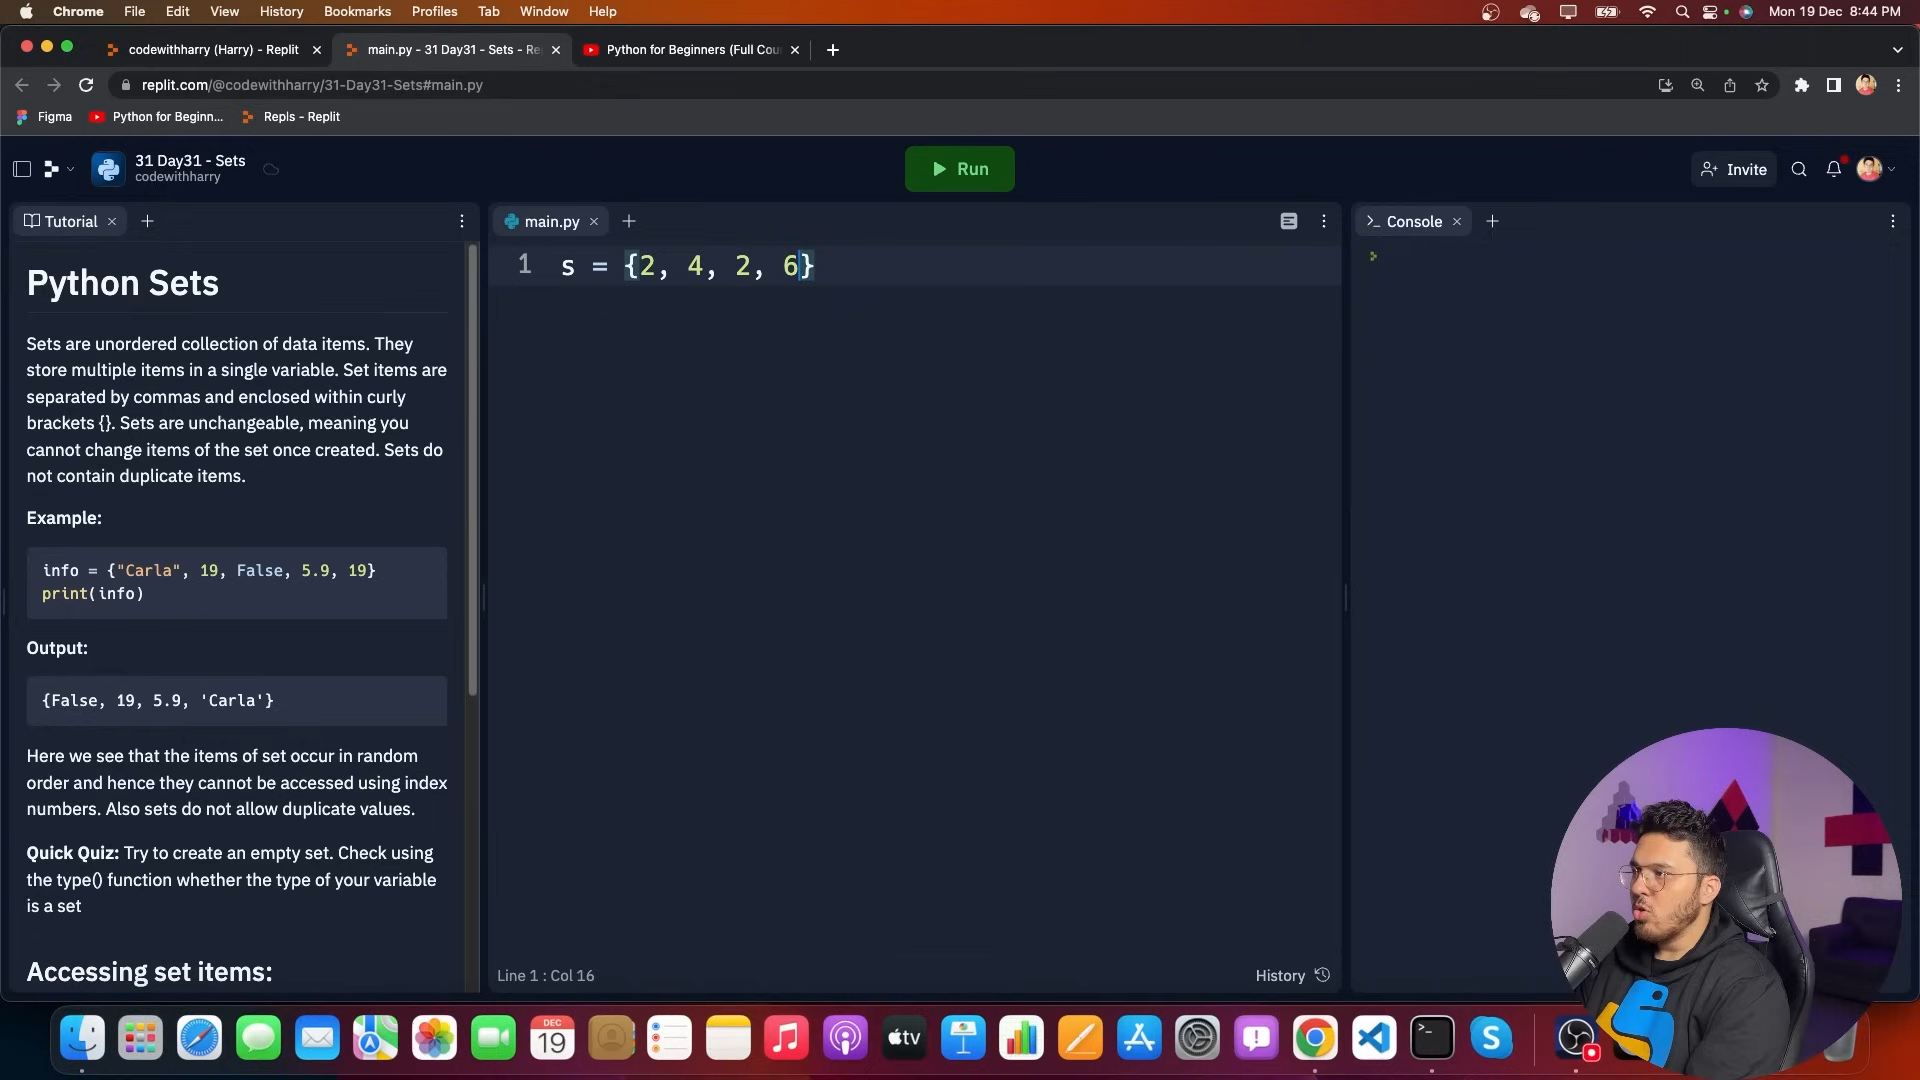 Chrome File Edit View History Bookmarks Profiles Tab Window Help Mon 19 Dec 8:44 PM
codewithharry (Harry) - Replit main.py - 31 Day31 - Sets - Re Python for Beginners (Full Cou
replit.com/@codewithharry/31-Day31-Sets#main.py
Figma Python for Beginn... Repls - Replit
31 Day31 - Sets
codewithharry
Run
Invite
Tutorial
main.py
Console
Python Sets
Sets are unordered collection of data items. They
store multiple items in a single variable. Set items are
separated by commas and enclosed within curly
brackets {}. Sets are unchangeable, meaning you
cannot change items of the set once created. Sets do
not contain duplicate items.
Example:
info = {"Carla", 19, False, 5.9, 19}
print(info)
Output:
{False, 19, 5.9, 'Carla'}
Here we see that the items of set occur in random
order and hence they cannot be accessed using index
numbers. Also sets do not allow duplicate values.
Quick Quiz: Try to create an empty set. Check using
the type() function whether the type of your variable
is a set
Accessing set items:
1 s = {2, 4, 2, 6}
Line 1 : Col 16
History
DEC
19
tv